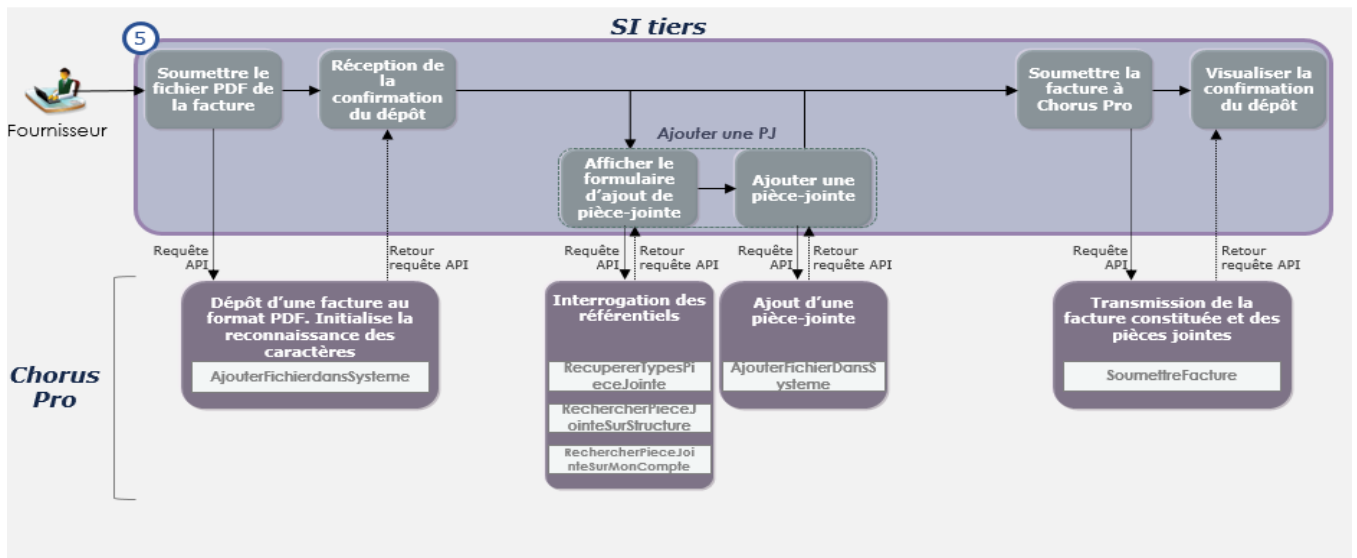 SI tiers
5
Soumettre le
fichier PDF de
la facture
Réception de
la
confirmation
du dépôt
Soumettre la
facture à
Chorus Pro
Visualiser la
confirmation
du dépôt
Fournisseur
Ajouter une PJ
Afficher le
formulaire
d'ajout de
pièce-jointe
Ajouter une
pièce-jointe
Requête
API
Retour
requête API
Requête
API
Retour
requête API
Requête
API
Retour
requête API
Requête
API
Retour
requête API
Chorus
Pro
Dépôt d'une facture au
format PDF. Initialise la
reconnaissance des
caractères
AjouterFichierdansSysteme
Interrogation des
référentiels
RecupererTypesPi
eceJointe
RechercherPieceJ
ointeSurStructure
RechercherPieceJoi
nteSurMonCompte
Ajout d'une
pièce-jointe
AjouterFichierDansS
ysteme
Transmission de la
facture constituée et des
pièces jointes
SoumettreFacture